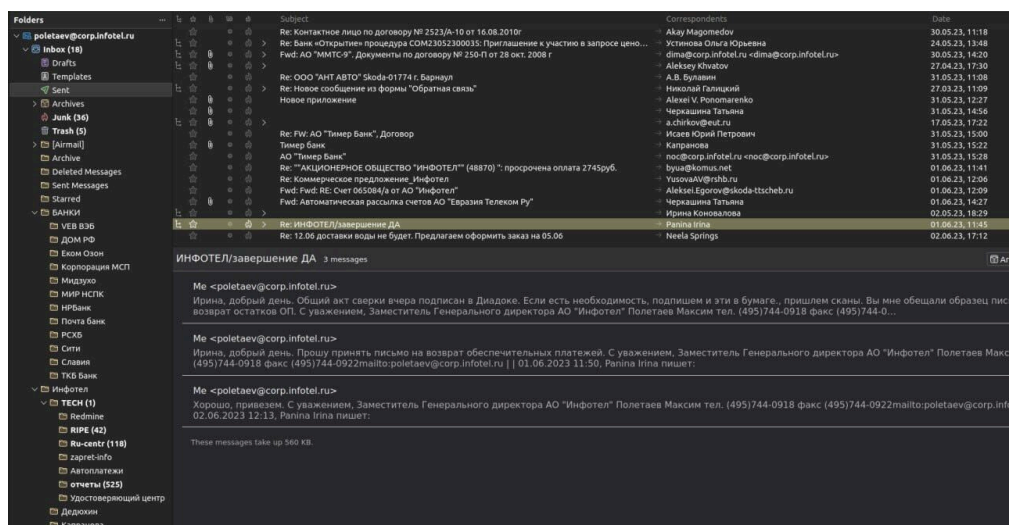 Folders
poletaev@corp.infotel.ru
Inbox (18)
Drafts
Templates
Sent
Archives
Junk (36)
Trash (5)
[Airmail]
Archive
Deleted Messages
Sent Messages
Starred
БАНКИ
VEB ВЭБ
ДОМ РФ
Еком Озон
Корпорация МСП
Мидзухо
МИР НСПК
НРБанк
Почта банк
РСХБ
Сити
Славия
ТКБ Банк
Инфотел
TECH (1)
Redmine
RIPE (42)
Ru-centr (118)
zapret-info
Автоплатежи
отчеты (525)
Удостоверяющий центр
Дедюхин
Subject Correspondents Date
Re: Контактное лицо по договору № 2523/А-10 от 16.08.2010г Akay Magomedov 30.05.23, 11:18
Re: Банк «Открытие» процедура COM23052300035: Приглашение к участию в запросе цено... Устинова Ольга Юрьевна 24.05.23, 13:48
Fwd: АО "ММТС-9". Документы по договору № 250-П от 28 окт. 2008 г dima@corp.infotel.ru <dima@corp.infotel.ru> 30.05.23, 14:20
Aleksey Khvatov 27.04.23, 17:30
Re: ООО "АНТ АВТО" Skoda-01774 г. Барнаул А.В. Булавин 31.05.23, 11:08
Re: Новое сообщение из формы "Обратная связь" Николай Галицкий 27.03.23, 11:09
Новое приложение Alexei V. Ponomarenko 31.05.23, 12:27
Черкашина Татьяна 31.05.23, 14:56
a.chirkov@eut.ru 17.05.23, 17:22
Re: FW: АО "Тимер Банк", Договор Исаев Юрий Петрович 31.05.23, 15:00
Тимер банк Капранова 31.05.23, 15:22
АО "Тимер Банк" noc@corp.infotel.ru <noc@corp.infotel.ru> 31.05.23, 15:28
Re: ""АКЦИОНЕРНОЕ ОБЩЕСТВО "ИНФОТЕЛ"" (48870) ": просрочена оплата 2745руб. byua@komus.net 01.06.23, 11:41
Re: Коммерческое предложение_Инфотел YusovaAV@rshb.ru 01.06.23, 12:06
Fwd: Fwd: RE: Счет 065084/а от АО "Инфотел" Aleksei.Egorov@skoda-ttscheb.ru 01.06.23, 12:09
Fwd: Автоматическая рассылка счетов АО "Евразия Телеком Ру" Черкашина Татьяна 01.06.23, 14:27
Ирина Коновалова 02.05.23, 18:29
Re: ИНФОТЕЛ/завершение ДА Panina Irina 01.06.23, 11:45
Re: 12.06 доставки воды не будет. Предлагаем оформить заказ на 05.06 Neela Springs 02.06.23, 17:12
ИНФОТЕЛ/завершение ДА 3 messages Ar
Me <poletaev@corp.infotel.ru>
Ирина, добрый день. Общий акт сверки вчера подписан в Диадоке. Если есть необходимость, подпишем и эти в бумаге., пришлем сканы. Вы мне обещали образец пис
возврат остатков ОП. С уважением, Заместитель Генерального директора АО "Инфотел" Полетаев Максим тел. (495)744-0918 факс (495)744-0...
Me <poletaev@corp.infotel.ru>
Ирина, добрый день. Прошу принять письмо на возврат обеспечительных платежей. С уважением, Заместитель Генерального директора АО "Инфотел" Полетаев Макс
(495)744-0918 факс (495)744-0922mailto:poletaev@corp.infotel.ru | | 01.06.2023 11:50, Panina Irina пишет:
Me <poletaev@corp.infotel.ru>
Хорошо, привезем. С уважением, Заместитель Генерального директора АО "Инфотел" Полетаев Максим тел. (495)744-0918 факс (495)744-0922mailto:poletaev@corp.info
02.06.2023 12:13, Panina Irina пишет:
These messages take up 560 KB.